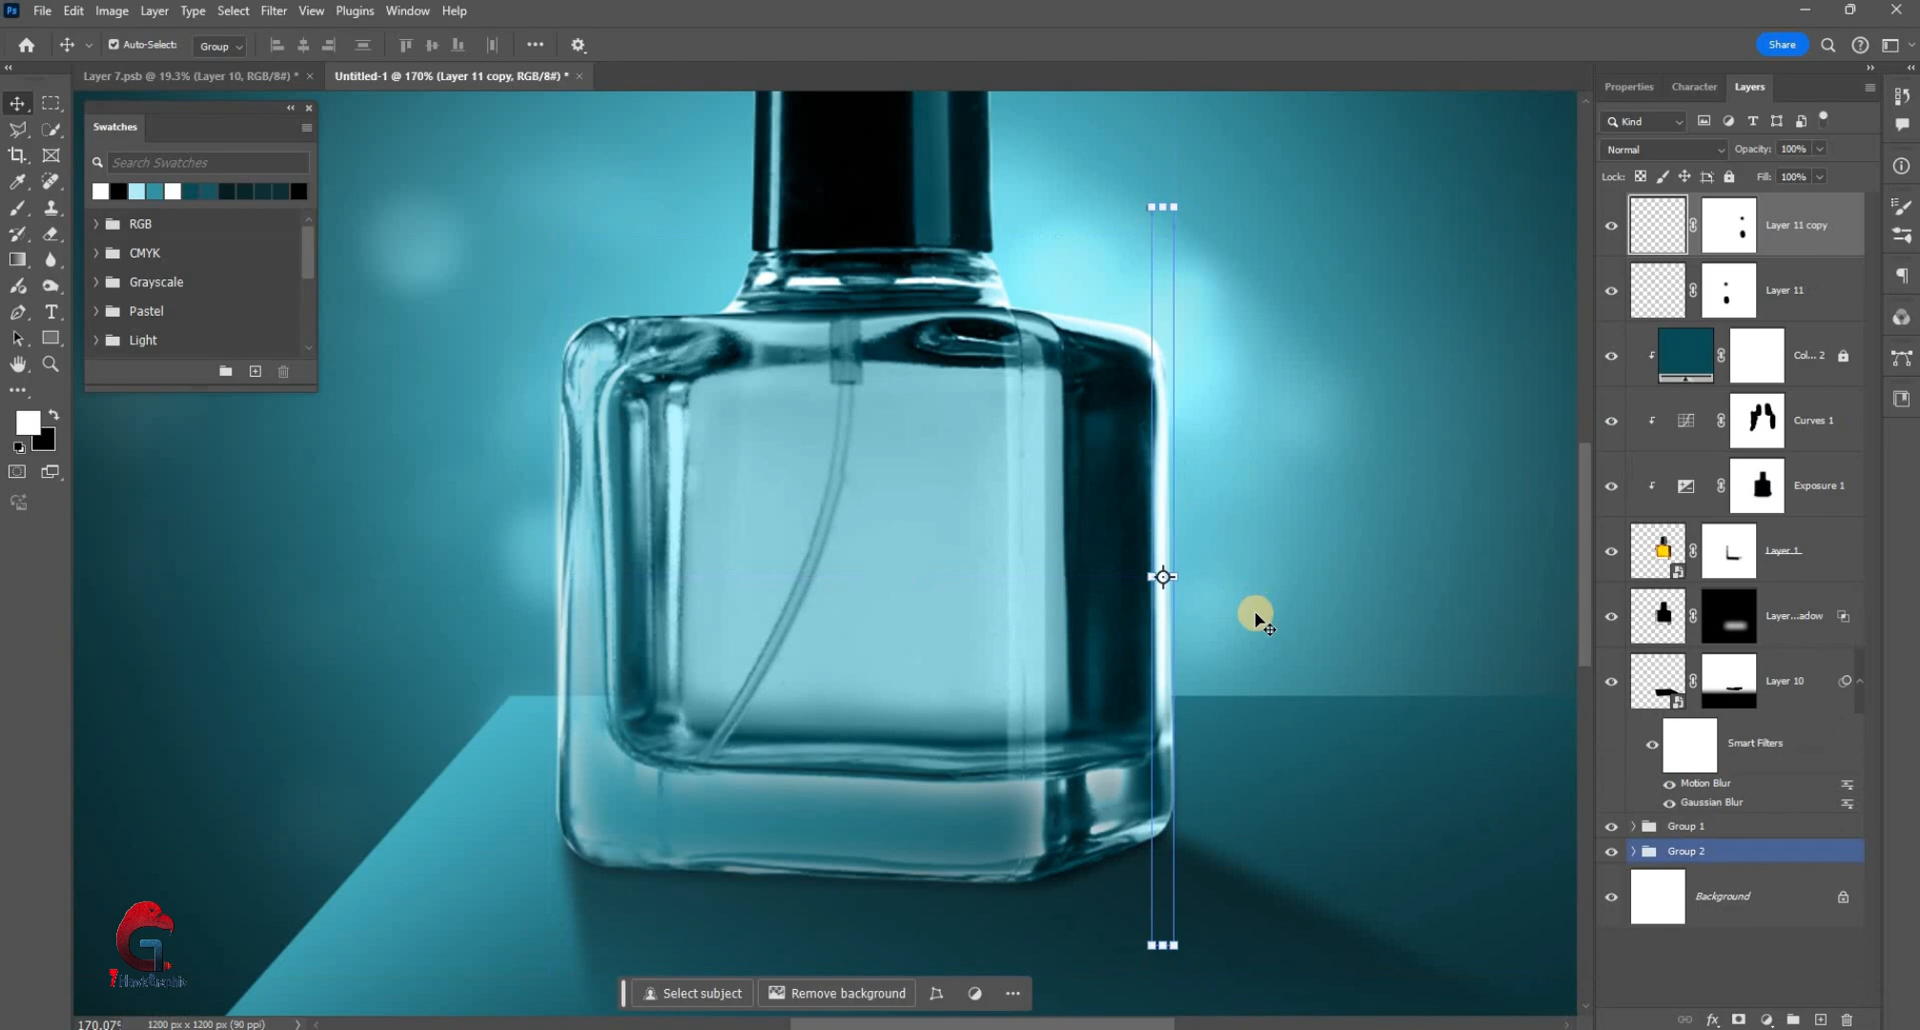 Ps File Edit Image Layer Type Select Filter View Plugins Window Help
Auto-Select: Group Share
Layer 7.psb @ 19.3% (Layer 10, RGB/8#) * Untitled-1 @ 170% (Layer 11 copy, RGB/8#) *
Swatches
Search Swatches
RGB
CMYK
Grayscale
Pastel
Light
Properties Character Layers
Kind
Normal Opacity: 100%
Lock: Fill: 100%
Layer 11 copy
Layer 11
Col... 2
Curves 1
Exposure 1
Layer 1
Layer...adow
Layer 10
Smart Filters
Motion Blur
Gaussian Blur
Group 1
Group 2
Background
Select subject Remove background
170.07% 1200 px x 1200 px (90 ppi)
fx